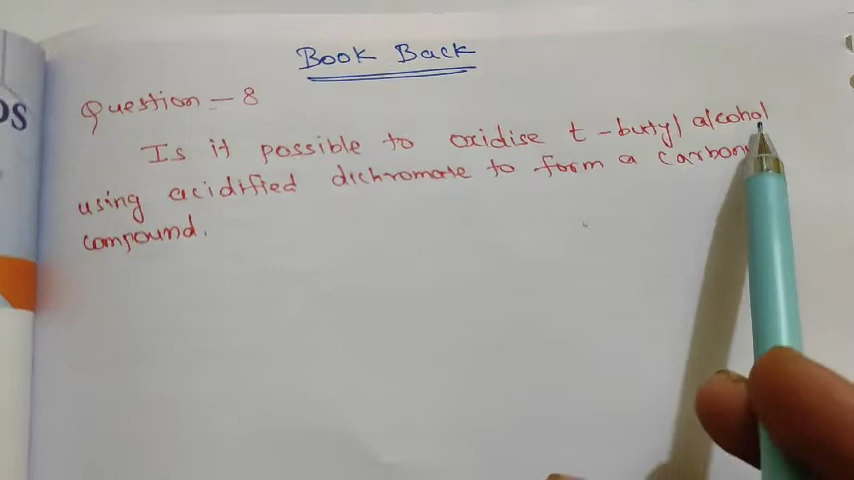 Book Back
Question - 8
Is it possible to oxidise t-butyl alcohol
using acidified dichromate to form a
compound.